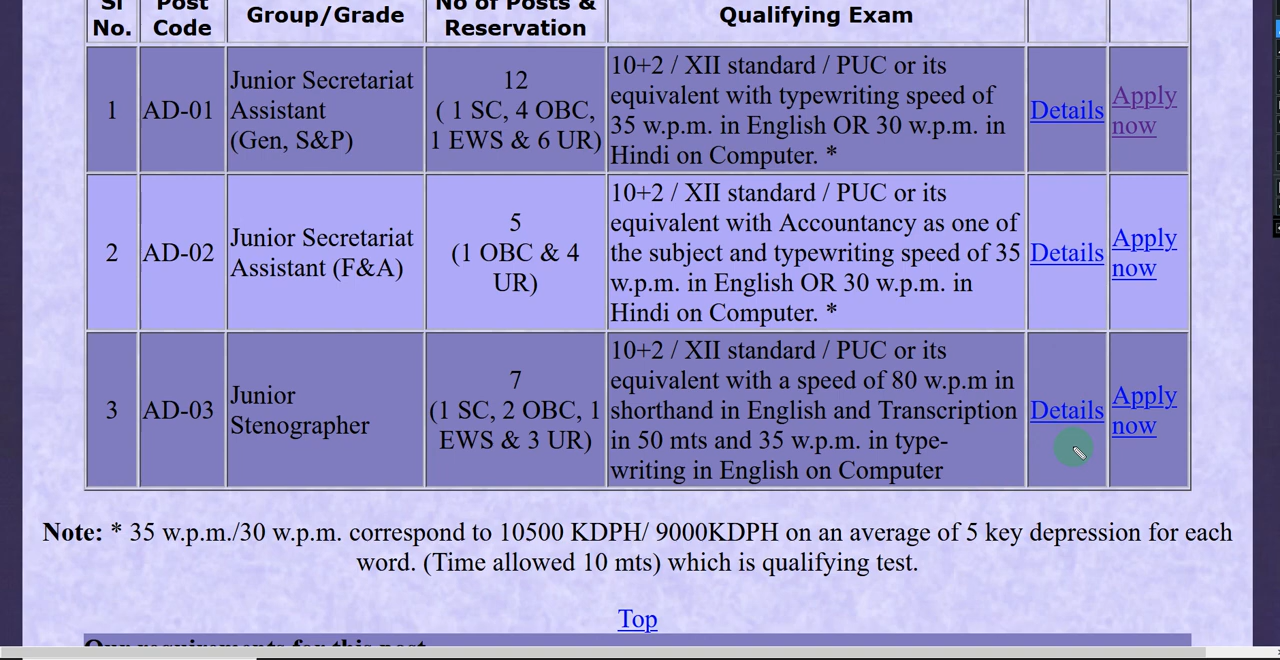 Sl
No.
Post
Code
Group/Grade
No of Posts &
Reservation
Qualifying Exam
1
AD-01
Junior Secretariat
Assistant
(Gen, S&P)
12
( 1 SC, 4 OBC,
1 EWS & 6 UR)
10+2 / XII standard / PUC or its
equivalent with typewriting speed of
35 w.p.m. in English OR 30 w.p.m. in
Hindi on Computer. *
Details
Apply
now
2
AD-02
Junior Secretariat
Assistant (F&A)
5
(1 OBC & 4
UR)
10+2 / XII standard / PUC or its
equivalent with Accountancy as one of
the subject and typewriting speed of 35
w.p.m. in English OR 30 w.p.m. in
Hindi on Computer. *
Details
Apply
now
3
AD-03
Junior
Stenographer
7
(1 SC, 2 OBC, 1
EWS & 3 UR)
10+2 / XII standard / PUC or its
equivalent with a speed of 80 w.p.m in
shorthand in English and Transcription
in 50 mts and 35 w.p.m. in type-
writing in English on Computer
Details
Apply
now
Note: * 35 w.p.m./30 w.p.m. correspond to 10500 KDPH/ 9000KDPH on an average of 5 key depression for each
word. (Time allowed 10 mts) which is qualifying test.
Top
Our requirements for this post